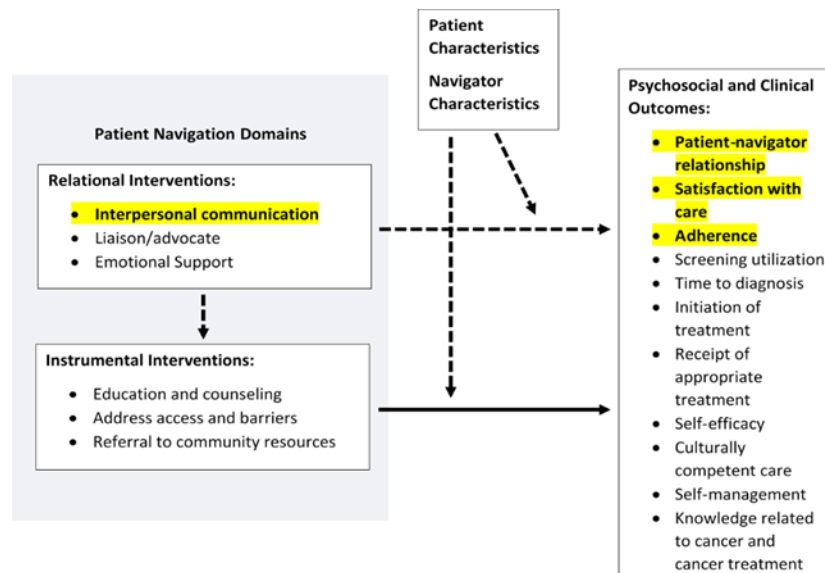 Patient
Characteristics
Navigator
Characteristics
Patient Navigation Domains
Relational Interventions:
• Interpersonal communication
• Liaison/advocate
• Emotional Support
Instrumental Interventions:
• Education and counseling
• Address access and barriers
• Referral to community resources
Psychosocial and Clinical
Outcomes:
• Patient-navigator
relationship
• Satisfaction with
care
• Adherence
• Screening utilization
• Time to diagnosis
• Initiation of
treatment
• Receipt of
appropriate
treatment
• Self-efficacy
• Culturally
competent care
• Self-management
• Knowledge related
to cancer and
cancer treatment